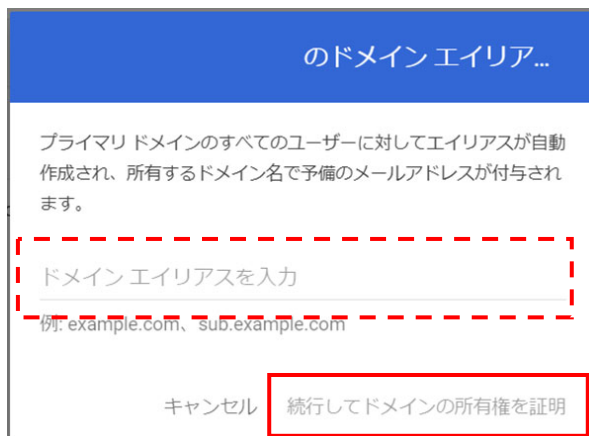 のドメイン エイリア...
プライマリ ドメインのすべてのユーザーに対してエイリアスが自動
作成され、所有するドメイン名で予備のメールアドレスが付与され
ます。
ドメイン エイリアスを入力
例: example.com、sub.example.com
キャンセル 続行してドメインの所有権を証明